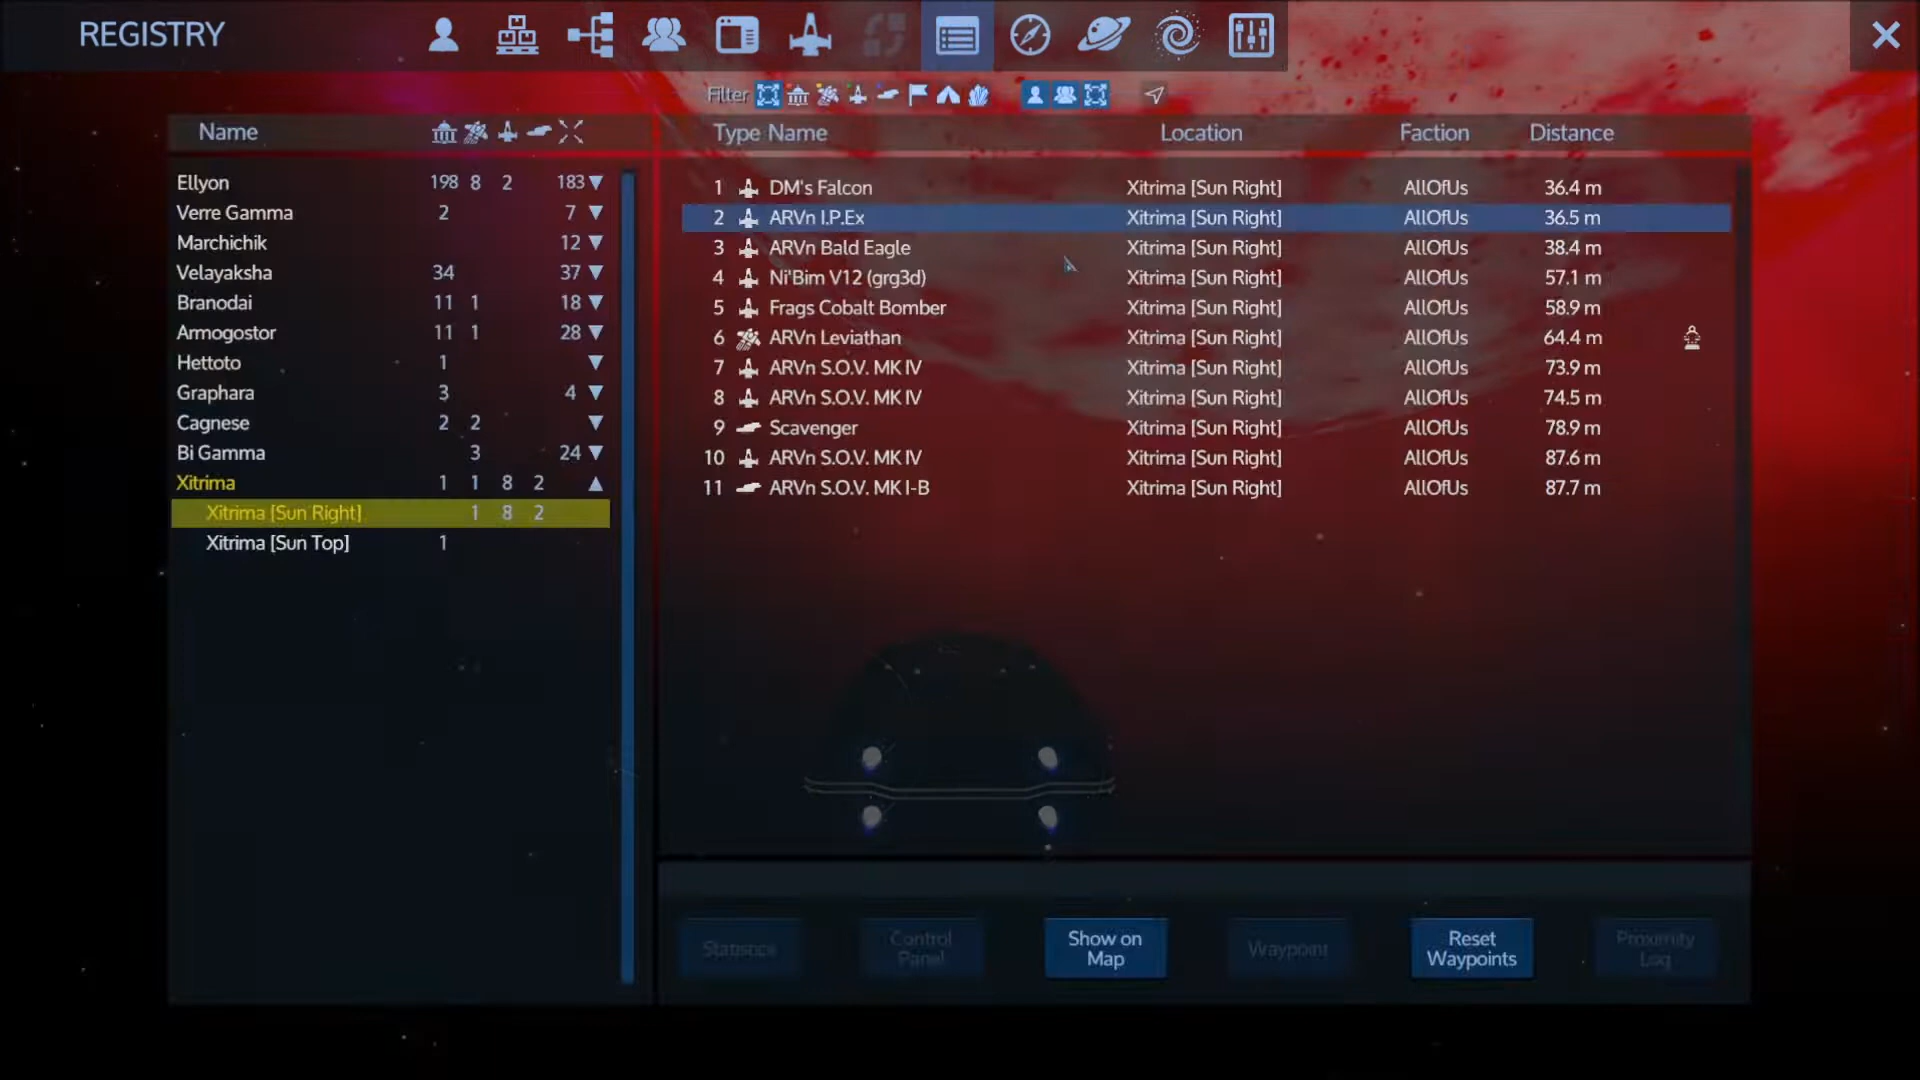 REGISTRY
Filter
Name
Type Name Location Faction Distance
Ellyon 198 8 2 183
Verre Gamma 2 7
Marchichik 12
Velayaksha 34 37
Branodai 11 1 18
Armogostor 11 1 28
Hettoto 1
Graphara 3 4
Cagnese 2 2
Bi Gamma 3 24
Xitrima 1 1 8 2
Xitrima [Sun Right] 1 8 2
Xitrima [Sun Top] 1
1 DM's Falcon Xitrima [Sun Right] AllOfUs 36.4 m
2 ARVn I.P.Ex Xitrima [Sun Right] AllOfUs 36.5 m
3 ARVn Bald Eagle Xitrima [Sun Right] AllOfUs 38.4 m
4 Ni'Bim V12 (grg3d) Xitrima [Sun Right] AllOfUs 57.1 m
5 Frags Cobalt Bomber Xitrima [Sun Right] AllOfUs 58.9 m
6 ARVn Leviathan Xitrima [Sun Right] AllOfUs 64.4 m
7 ARVn S.O.V. MK IV Xitrima [Sun Right] AllOfUs 73.9 m
8 ARVn S.O.V. MK IV Xitrima [Sun Right] AllOfUs 74.5 m
9 Scavenger Xitrima [Sun Right] AllOfUs 78.9 m
10 ARVn S.O.V. MK IV Xitrima [Sun Right] AllOfUs 87.6 m
11 ARVn S.O.V. MK I-B Xitrima [Sun Right] AllOfUs 87.7 m
Statistics
Control
Panel
Show on
Map
Waypoint
Reset
Waypoints
Proximity
Log